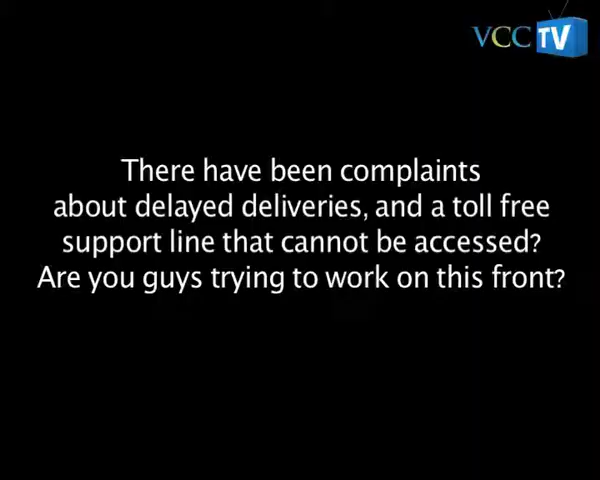 VCC TV
There have been complaints
about delayed deliveries, and a toll free
support line that cannot be accessed?
Are you guys trying to work on this front?